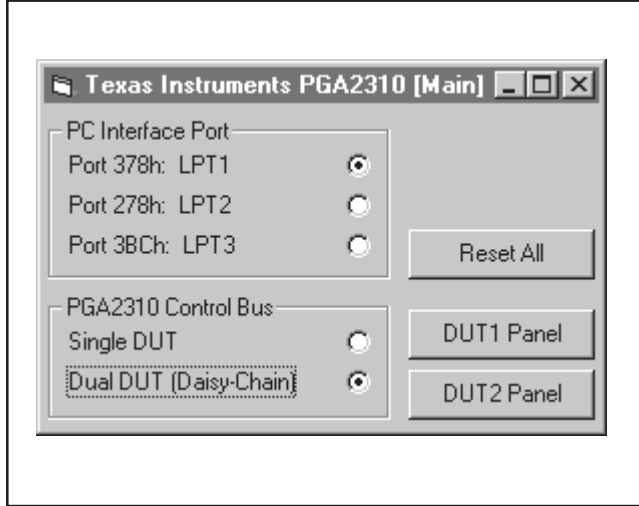 Texas Instruments PGA2310 [Main]
PC Interface Port
Port 378h: LPT1
Port 278h: LPT2
Port 3BCh: LPT3
Reset All
PGA2310 Control Bus
Single DUT
Dual DUT (Daisy-Chain)
DUT1 Panel
DUT2 Panel